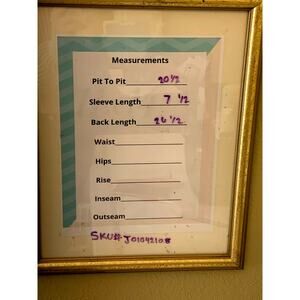 Measurements
Pit To Pit 20 1/2
Sleeve Length 7 1/2
Back Length 26 1/2
Waist
Hips
Rise
Inseam
Outseam
SKU# J01042108